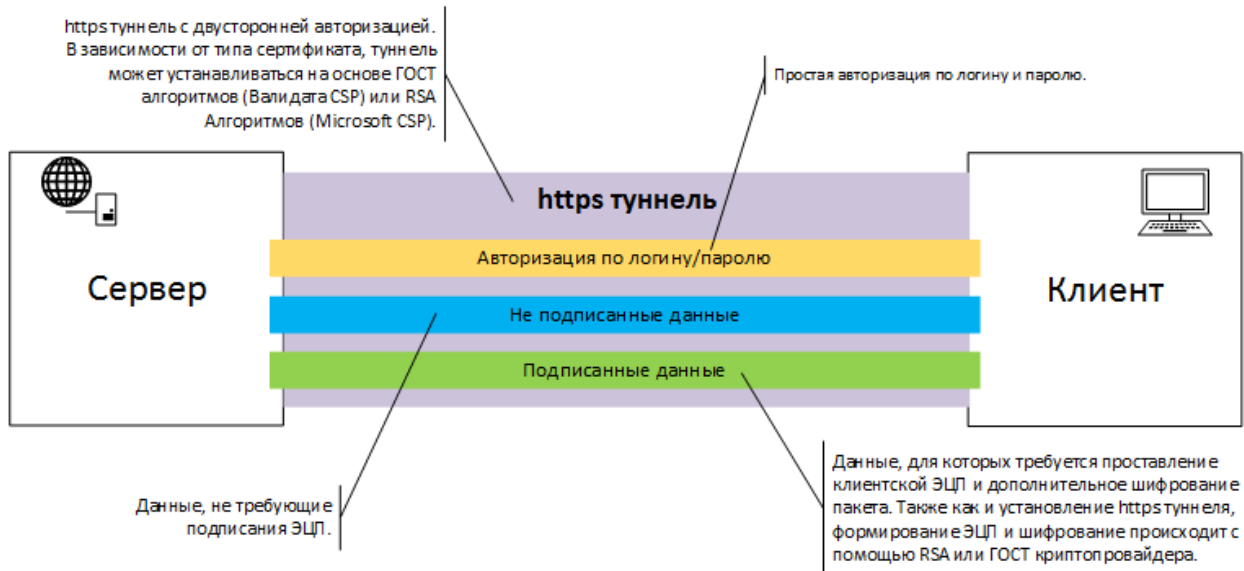 https туннель с двусторонней авторизацией.
В зависимости от типа сертификата, туннель
может устанавливаться на основе ГОСТ
алгоритмов (Валидата CSP) или RSA
Алгоритмов (Microsoft CSP).
Простая авторизация по логину и паролю.
https туннель
Авторизация по логину/паролю
Сервер
Клиент
Не подписанные данные
Подписанные данные
Данные, не требующие
подписания ЭЦП.
Данные, для которых требуется проставление
клиентской ЭЦП и дополнительное шифрование
пакета. Также как и установление https туннеля,
формирование ЭЦП и шифрование происходит с
помощью RSA или ГОСТ криптопровайдера.